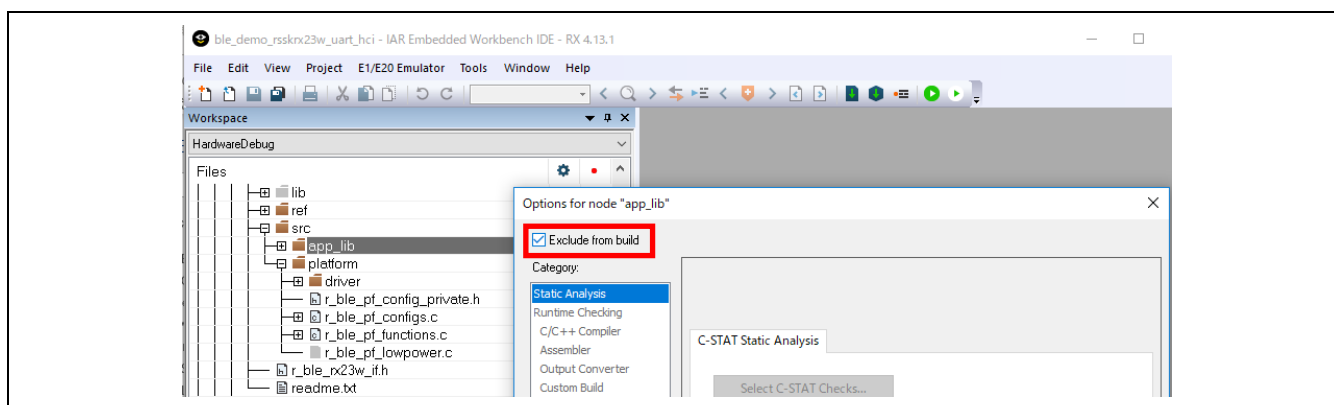 ble_demo_rsskrx23w_uart_hci - IAR Embedded Workbench IDE - RX 4.13.1
File Edit View Project E1/E20 Emulator Tools Window Help
Workspace
HardwareDebug
Files
lib
ref
src
app_lib
platform
driver
r_ble_pf_config_private.h
r_ble_pf_configs.c
r_ble_pf_functions.c
r_ble_pf_lowpower.c
r_ble_rx23w_if.h
readme.txt
Options for node "app_lib"
Exclude from build
Category:
Static Analysis
Runtime Checking
C/C++ Compiler
Assembler
Output Converter
Custom Build
C-STAT Static Analysis
Select C-STAT Checks...